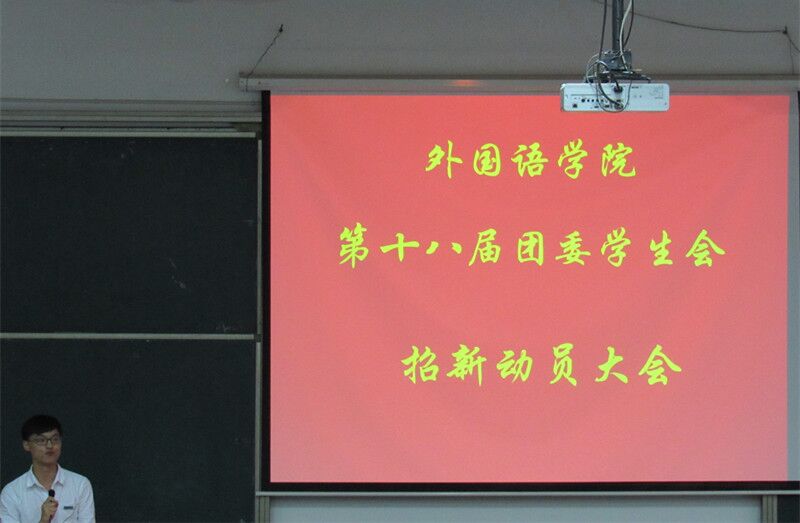 外国语学院
第十八届团委学生会
招新动员大会